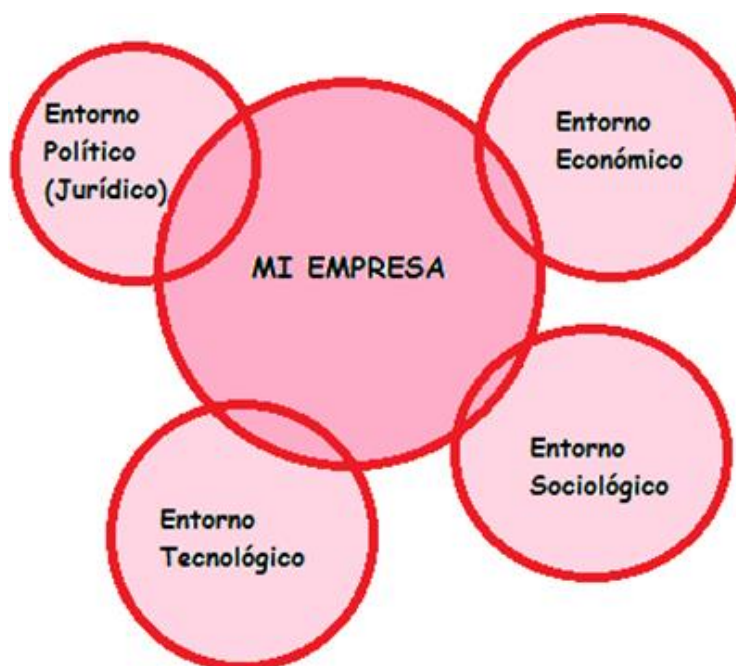 Entorno
Político
(Jurídico)
Entorno
Económico
MI EMPRESA
Entorno
Sociológico
Entorno
Tecnológico